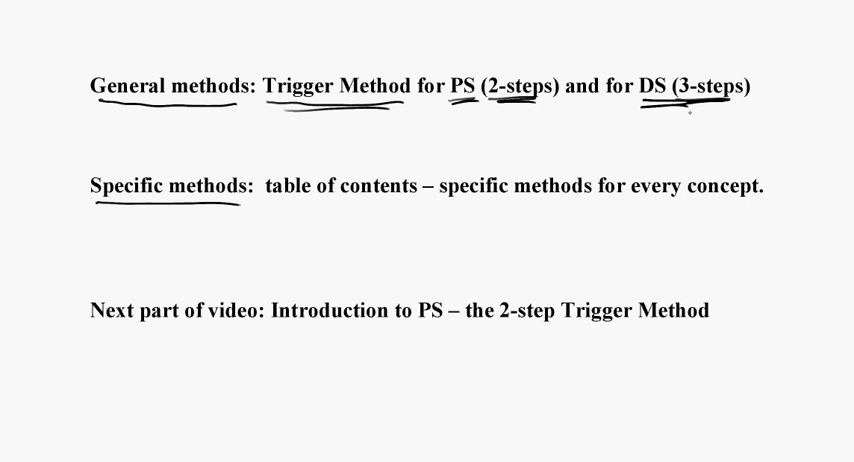 General methods: Trigger Method for PS (2-steps) and for DS (3-steps)
Specific methods:  table of contents – specific methods for every concept.
Next part of video: Introduction to PS – the 2-step Trigger Method